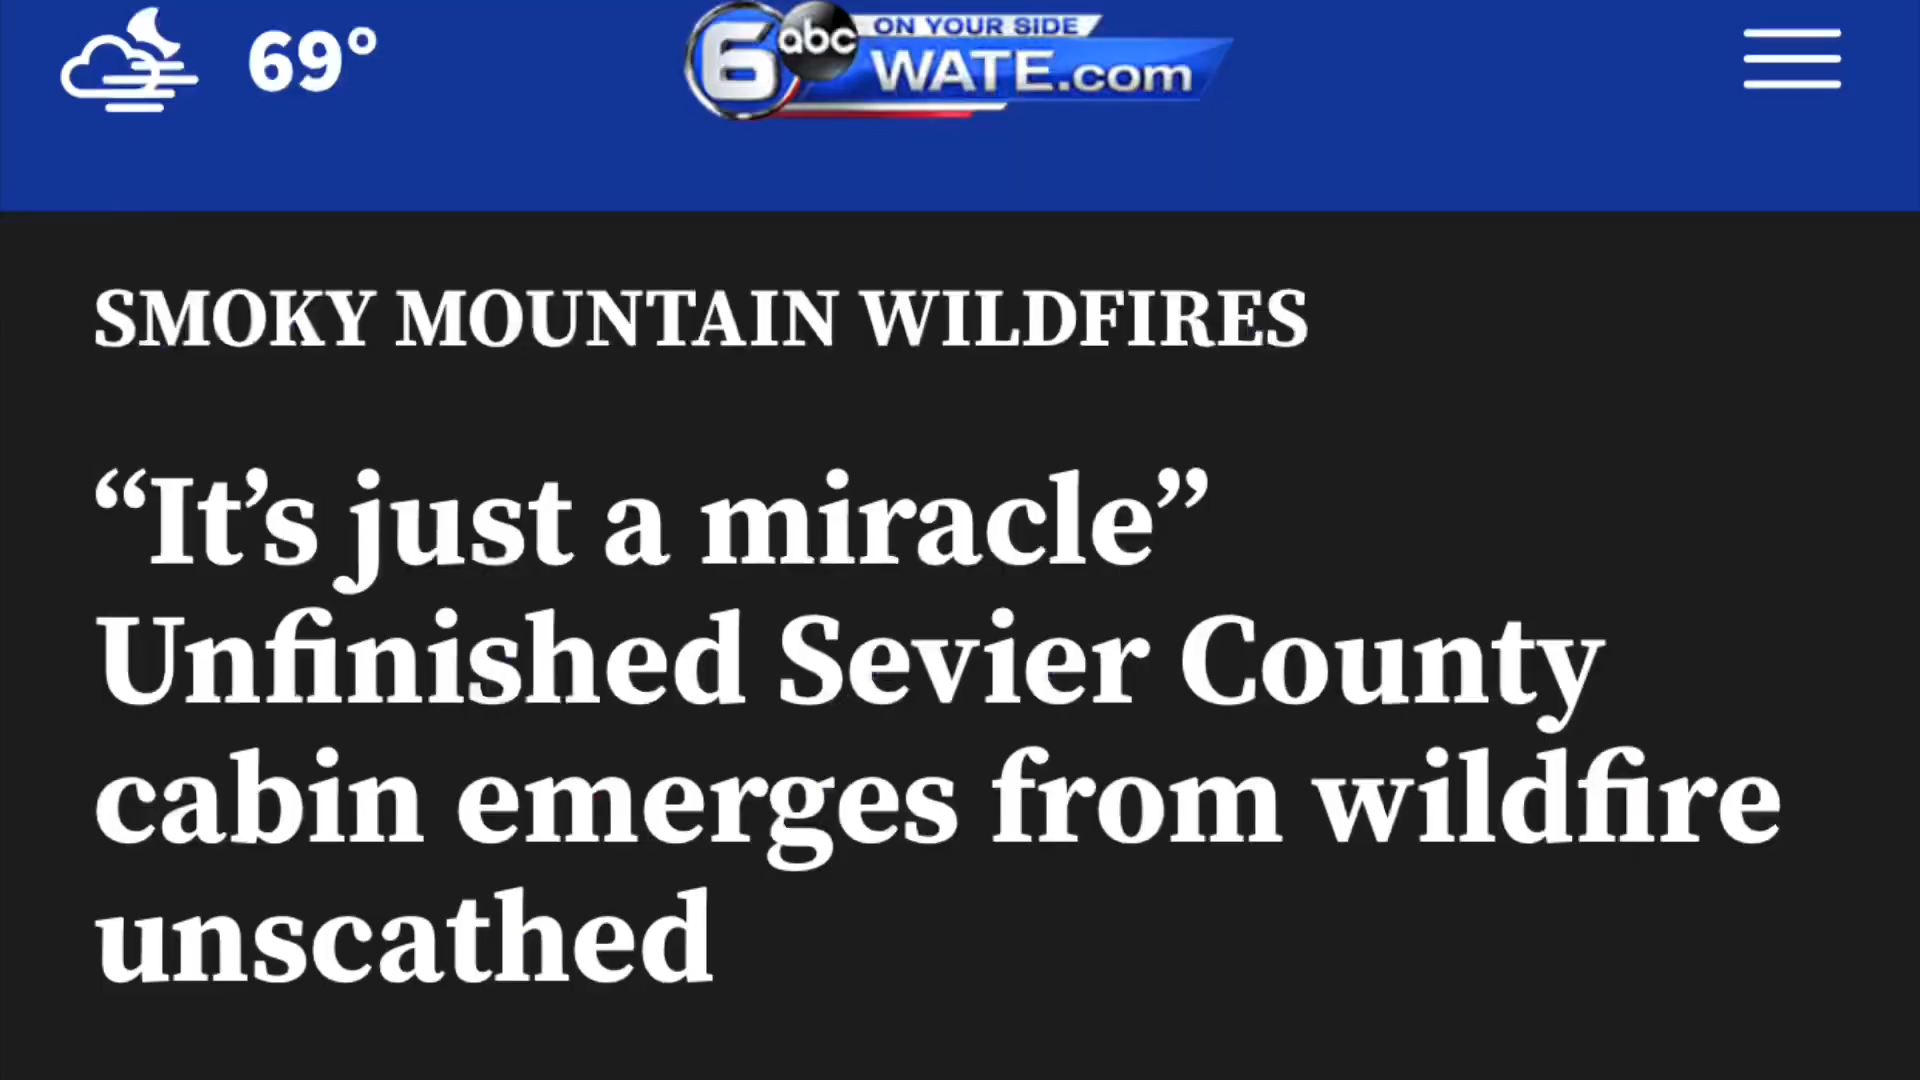 69°
6 abc ON YOUR SIDE
WATE.com
SMOKY MOUNTAIN WILDFIRES
“It’s just a miracle”
Unfinished Sevier County
cabin emerges from wildfire
unscathed